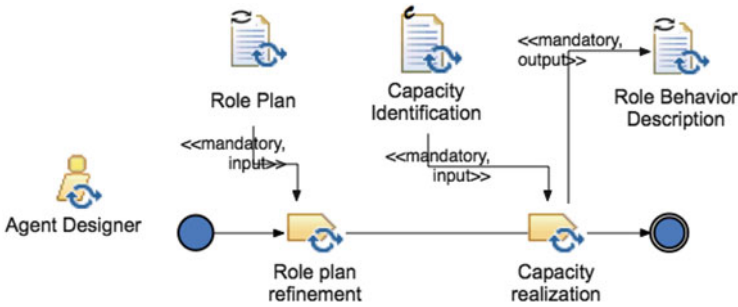 Role Plan
Capacity
Identification
<<mandatory,
output>>
Role Behavior
Description
<<mandatory,
input>>
<<mandatory,
input>>
Agent Designer
Role plan
refinement
Capacity
realization